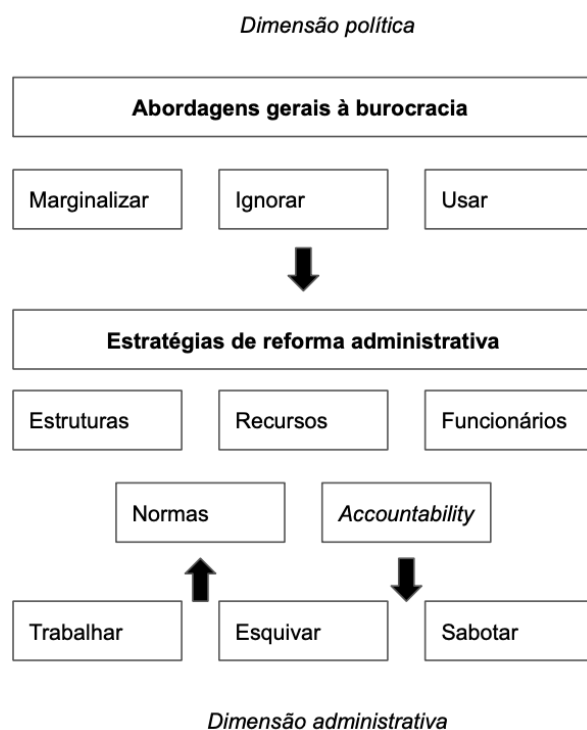 Dimensão política
Abordagens gerais à burocracia
Marginalizar
Ignorar
Usar
Estratégias de reforma administrativa
Estruturas
Recursos
Funcionários
Normas
Accountability
Trabalhar
Esquivar
Sabotar
Dimensão administrativa